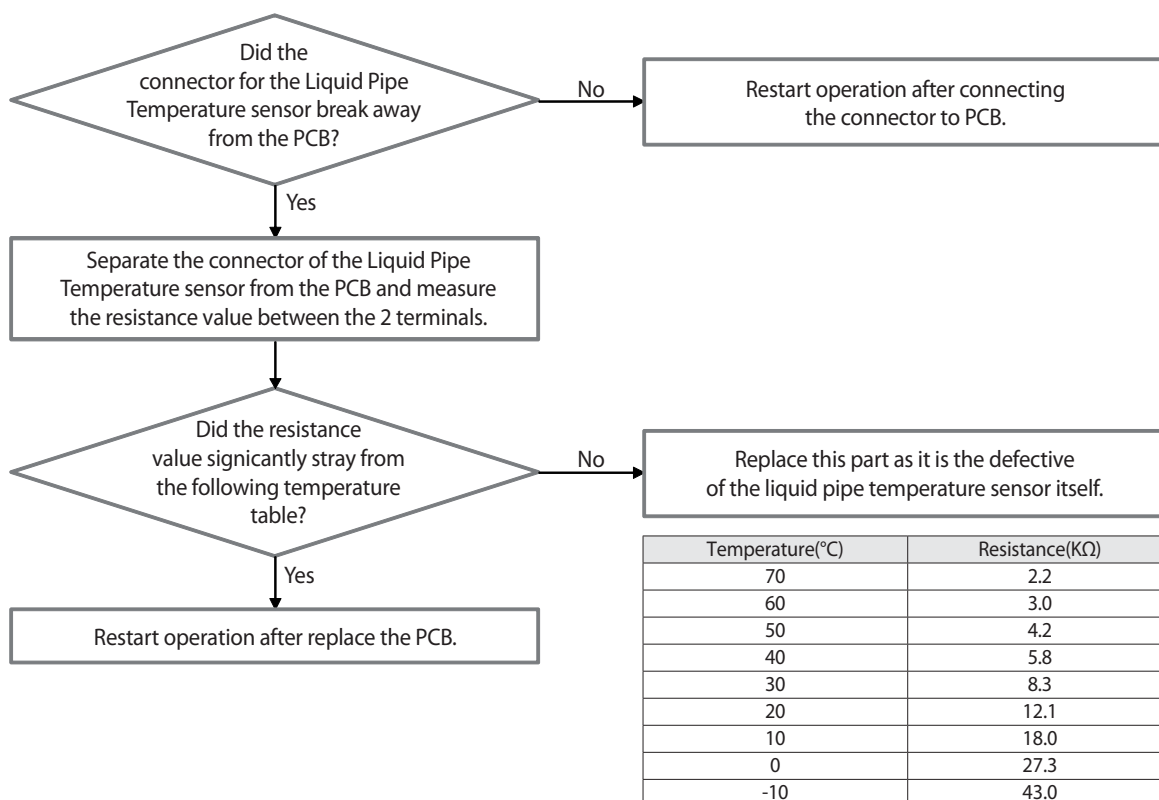 Did the
connector for the Liquid Pipe
Temperature sensor break away
from the PCB?
No
Restart operation after connecting
the connector to PCB.
Yes
Separate the connector of the Liquid Pipe
Temperature sensor from the PCB and measure
the resistance value between the 2 terminals.
Did the resistance
value signicantly stray from
the following temperature
table?
No
Replace this part as it is the defective
of the liquid pipe temperature sensor itself.
Yes
Restart operation after replace the PCB.
Temperature(°C) Resistance(KΩ)
70 2.2
60 3.0
50 4.2
40 5.8
30 8.3
20 12.1
10 18.0
0 27.3
-10 43.0